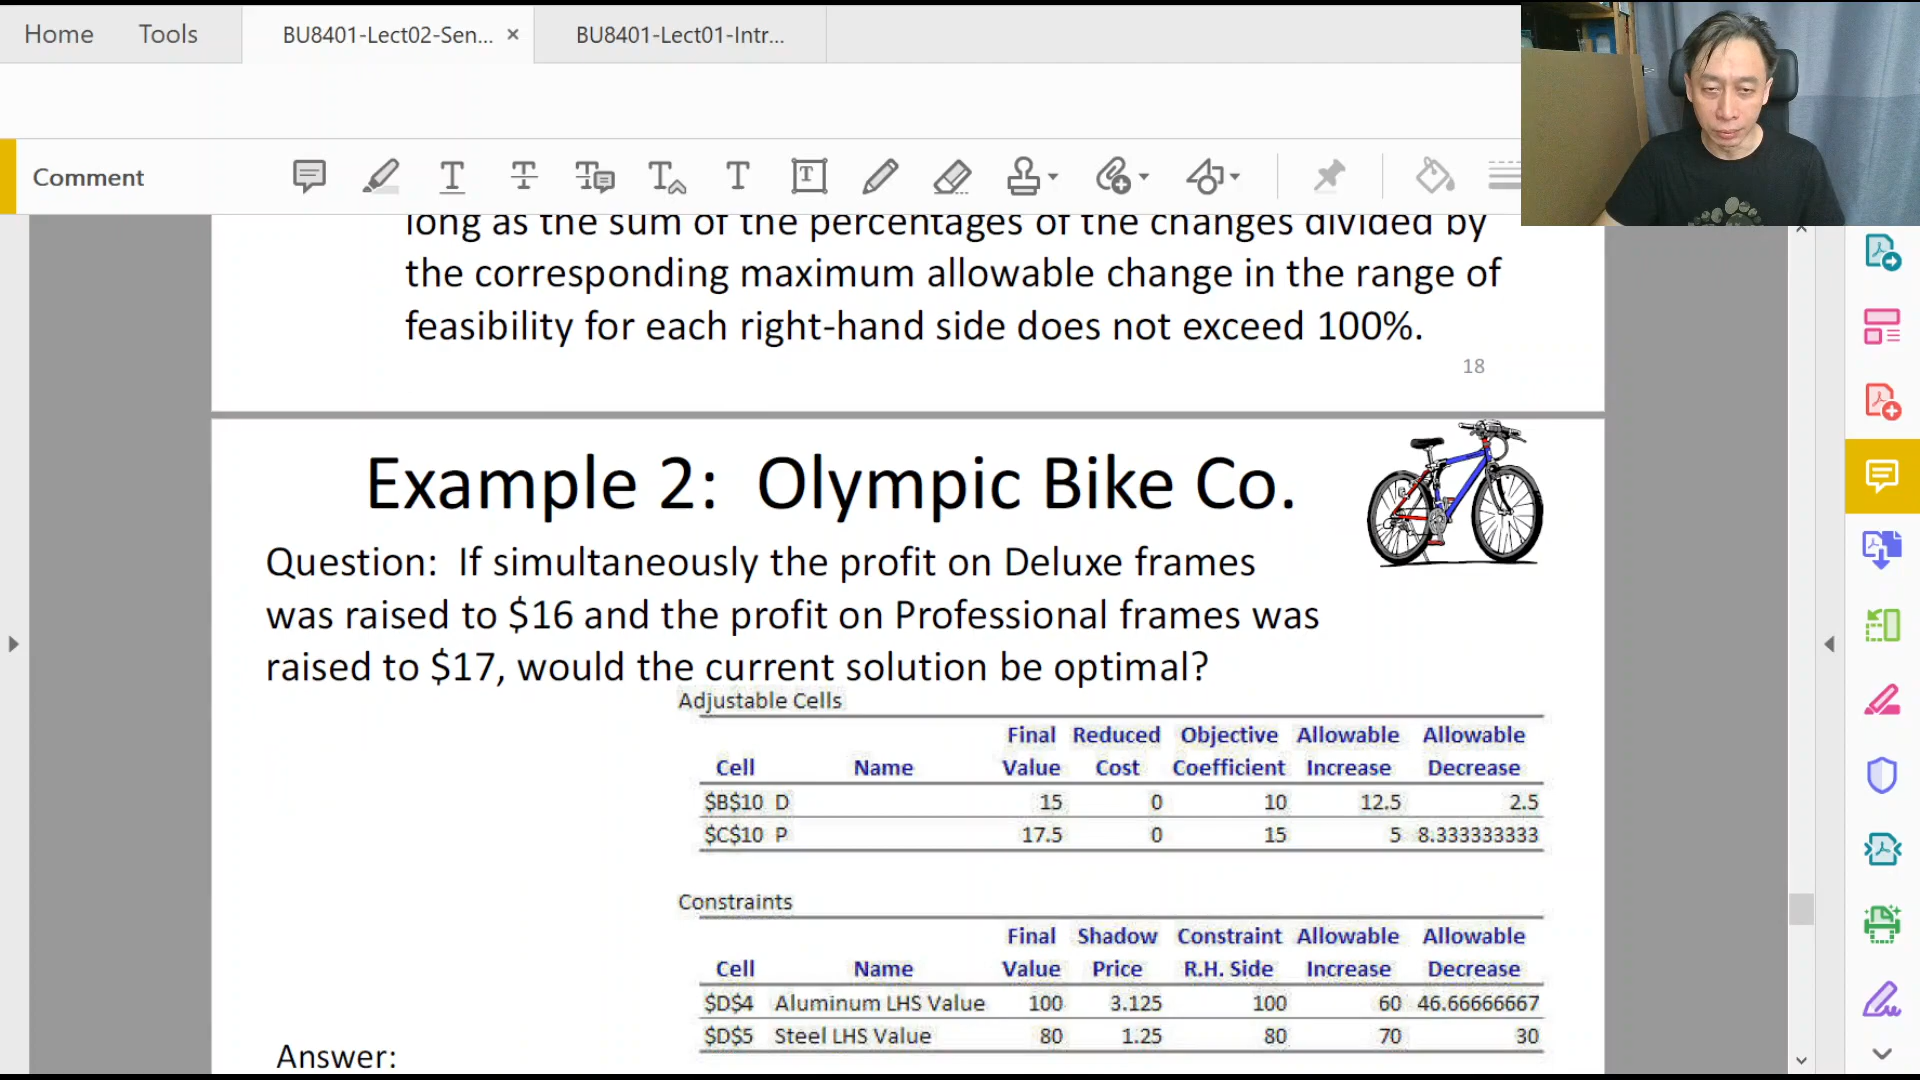 Home Tools BU8401-Lect02-Sen... × BU8401-Lect01-Intr...
Comment
long as the sum of the percentages of the changes divided by
the corresponding maximum allowable change in the range of
feasibility for each right-hand side does not exceed 100%.
18
Example 2: Olympic Bike Co.
Question: If simultaneously the profit on Deluxe frames
was raised to $16 and the profit on Professional frames was
raised to $17, would the current solution be optimal?
Adjustable Cells
Final Reduced Objective Allowable Allowable
Cell Name Value Cost Coefficient Increase Decrease
$B$10 D 15 0 10 12.5 2.5
$C$10 P 17.5 0 15 5 8.333333333
Constraints
Final Shadow Constraint Allowable Allowable
Cell Name Value Price R.H. Side Increase Decrease
$D$4 Aluminum LHS Value 100 3.125 100 60 46.66666667
$D$5 Steel LHS Value 80 1.25 80 70 30
Answer: